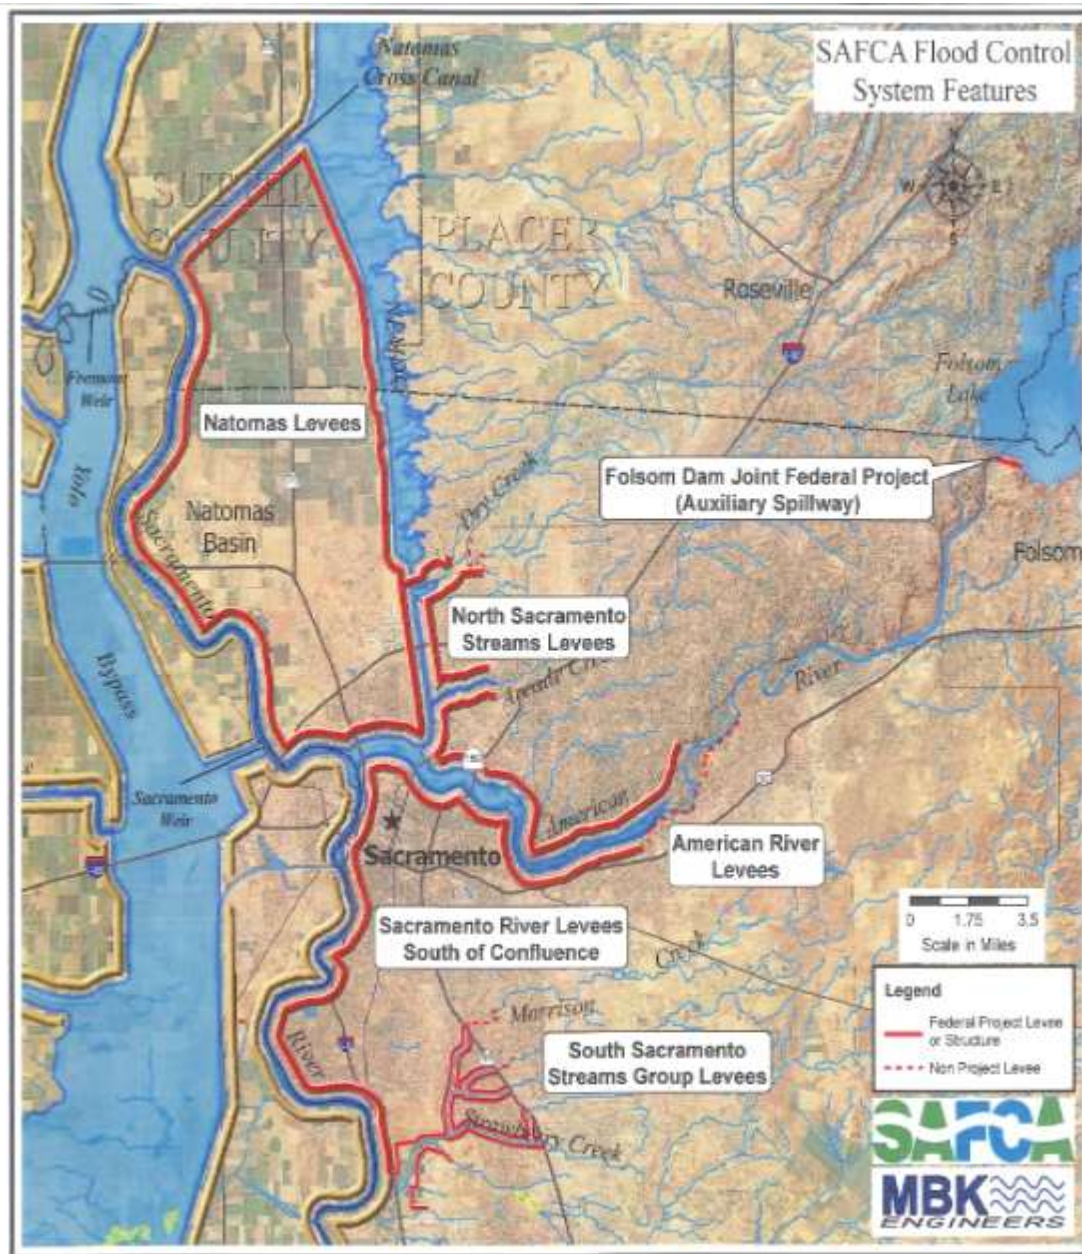 SAFCA Flood Control
System Features
Natomas
Cross Canal
SUTTER
COUNTY
PLACER
COUNTY
N
W
E
S
Roseville
Folsom
Lake
Fremont
Weir
NEMDC
Natomas Levees
Folsom Dam Joint Federal Project
(Auxiliary Spillway)
Folsom
Dry Creek
Yolo
Bypass
Natomas
Basin
Sacramento
River
North Sacramento
Streams Levees
Arcade
River
American
Sacramento
Weir
Sacramento
American River
Levees
Sacramento River Levees
South of Confluence
Creek
Morrison
South Sacramento
Streams Group Levees
Strawberry Creek
0 1.75 3.5
Scale in Miles
Legend
Federal Project Levee
or Structure
Non Project Levee
SAFCA
MBK
ENGINEERS